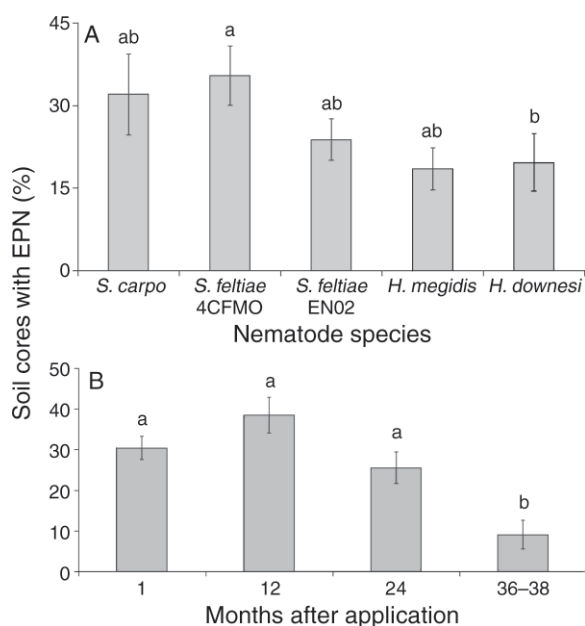 Soil cores with EPN (%)
A
45
30
15
0
ab
a
ab
ab
b
S. carpo S. feltiae S. feltiae H. megidis H. downesi
4CFMO EN02
Nematode species
B
50
40
30
20
10
0
a
a
a
b
1 12 24 36–38
Months after application